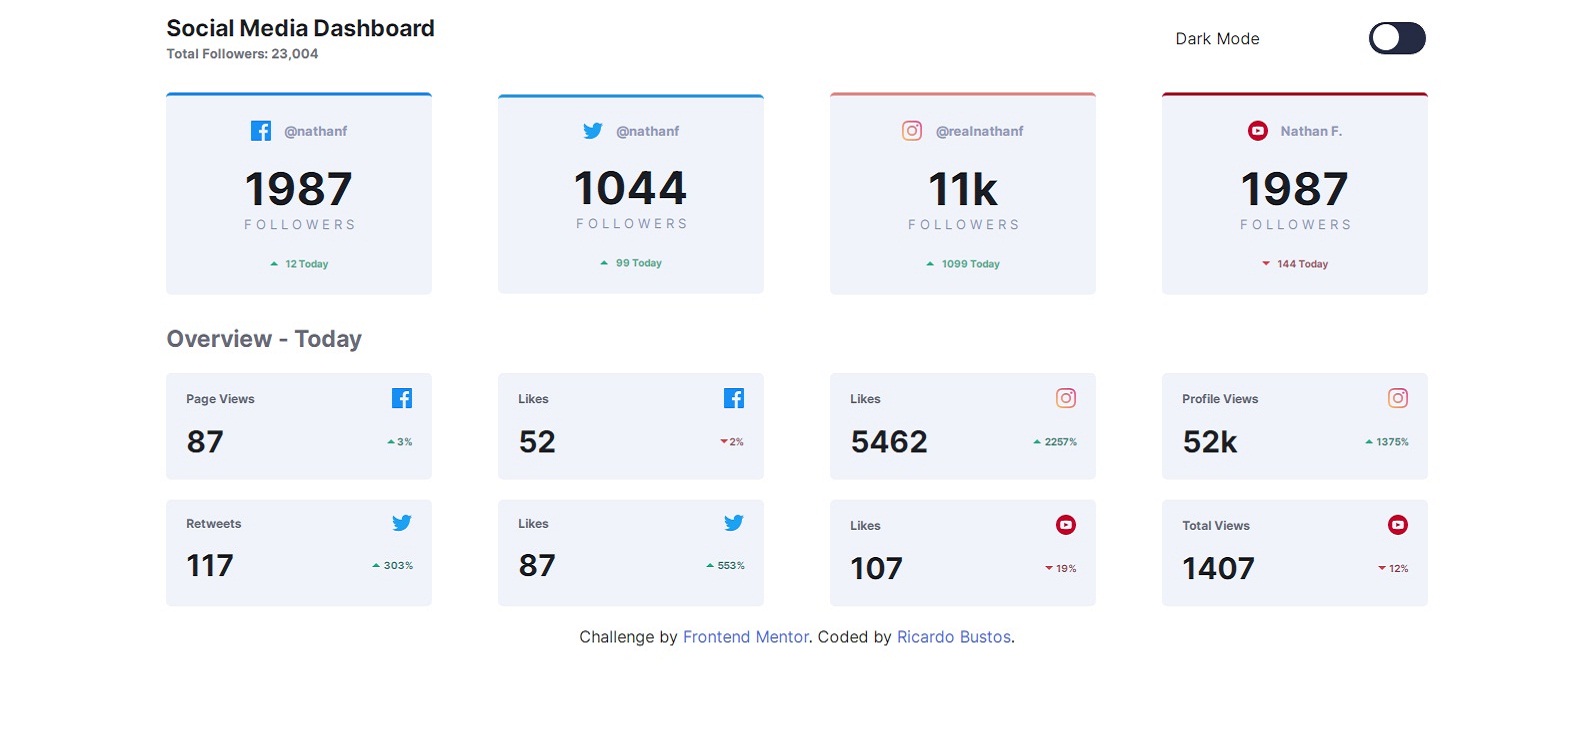 Social Media Dashboard
Total Followers: 23,004
Dark Mode
@nathanf
1987
FOLLOWERS
12 Today
@nathanf
1044
FOLLOWERS
99 Today
@realnathanf
11k
FOLLOWERS
1099 Today
Nathan F.
1987
FOLLOWERS
144 Today
Overview - Today
Page Views
87
3%
Likes
52
2%
Likes
5462
2257%
Profile Views
52k
1375%
Retweets
117
303%
Likes
87
553%
Likes
107
19%
Total Views
1407
12%
Challenge by Frontend Mentor. Coded by Ricardo Bustos.